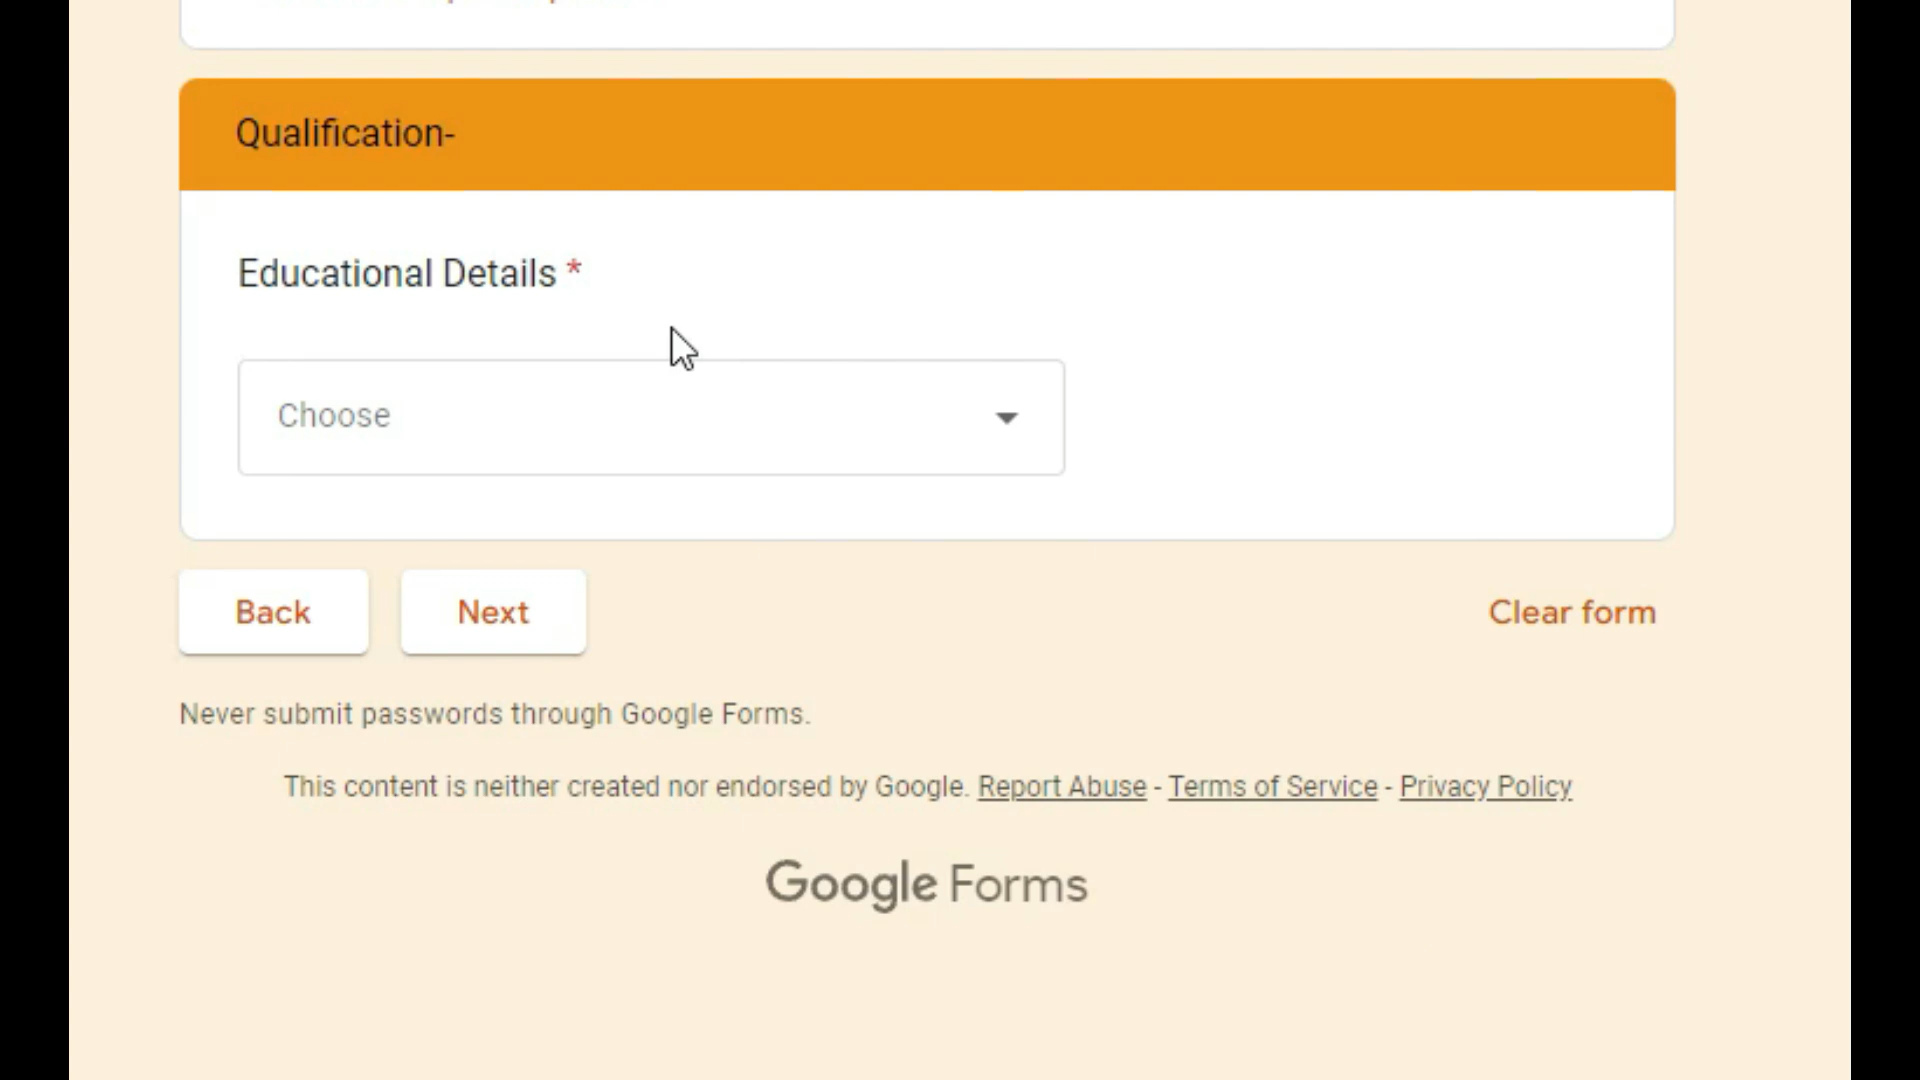 Qualification-
Educational Details *
Choose
Back
Next
Clear form
Never submit passwords through Google Forms.
This content is neither created nor endorsed by Google. Report Abuse - Terms of Service - Privacy Policy
Google Forms